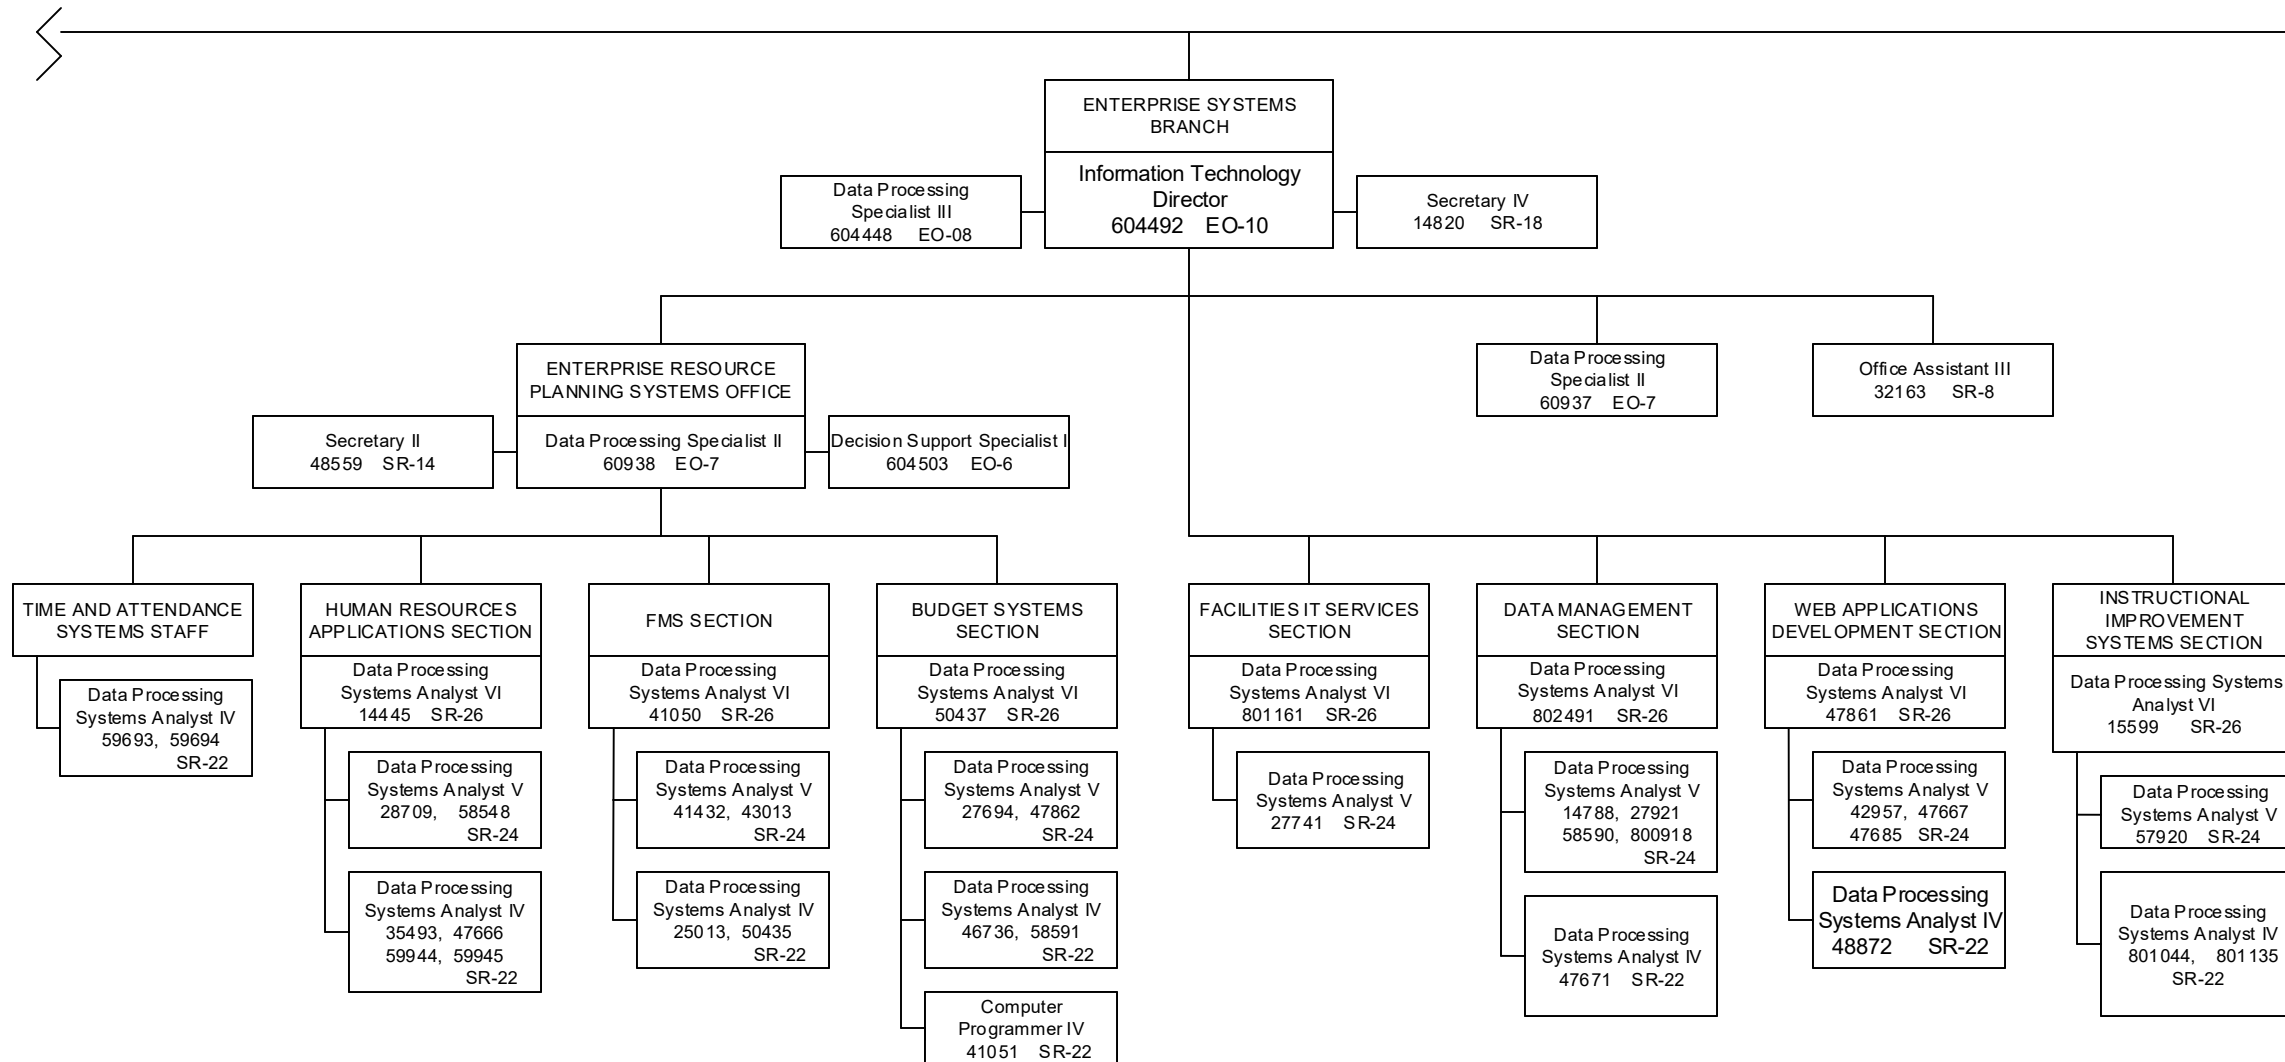 ENTERPRISE SYSTEMS
BRANCH
Information Technology
Director
604492 EO-10
Data Processing
Specialist III
604448 EO-08
Secretary IV
14820 SR-18
ENTERPRISE RESOURCE
PLANNING SYSTEMS OFFICE
Data Processing Specialist II
60938 EO-7
Secretary II
48559 SR-14
Decision Support Specialist I
604503 EO-6
Data Processing
Specialist II
60937 EO-7
Office Assistant III
32163 SR-8
TIME AND ATTENDANCE
SYSTEMS STAFF
Data Processing
Systems Analyst IV
59693, 59694
SR-22
HUMAN RESOURCES
APPLICATIONS SECTION
Data Processing
Systems Analyst VI
14445 SR-26
Data Processing
Systems Analyst V
28709, 58548
SR-24
Data Processing
Systems Analyst IV
35493, 47666
59944, 59945
SR-22
FMS SECTION
Data Processing
Systems Analyst VI
41050 SR-26
Data Processing
Systems Analyst V
41432, 43013
SR-24
Data Processing
Systems Analyst IV
25013, 50435
SR-22
BUDGET SYSTEMS
SECTION
Data Processing
Systems Analyst VI
50437 SR-26
Data Processing
Systems Analyst V
27694, 47862
SR-24
Data Processing
Systems Analyst IV
46736, 58591
SR-22
Computer
Programmer IV
41051 SR-22
FACILITIES IT SERVICES
SECTION
Data Processing
Systems Analyst VI
801161 SR-26
Data Processing
Systems Analyst V
27741 SR-24
DATA MANAGEMENT
SECTION
Data Processing
Systems Analyst VI
802491 SR-26
Data Processing
Systems Analyst V
14788, 27921
58590, 800918
SR-24
Data Processing
Systems Analyst IV
47671 SR-22
WEB APPLICATIONS
DEVELOPMENT SECTION
Data Processing
Systems Analyst VI
47861 SR-26
Data Processing
Systems Analyst V
42957, 47667
47685 SR-24
Data Processing
Systems Analyst IV
48872 SR-22
INSTRUCTIONAL
IMPROVEMENT
SYSTEMS SECTION
Data Processing Systems
Analyst VI
15599 SR-26
Data Processing
Systems Analyst V
57920 SR-24
Data Processing
Systems Analyst IV
801044, 801135
SR-22